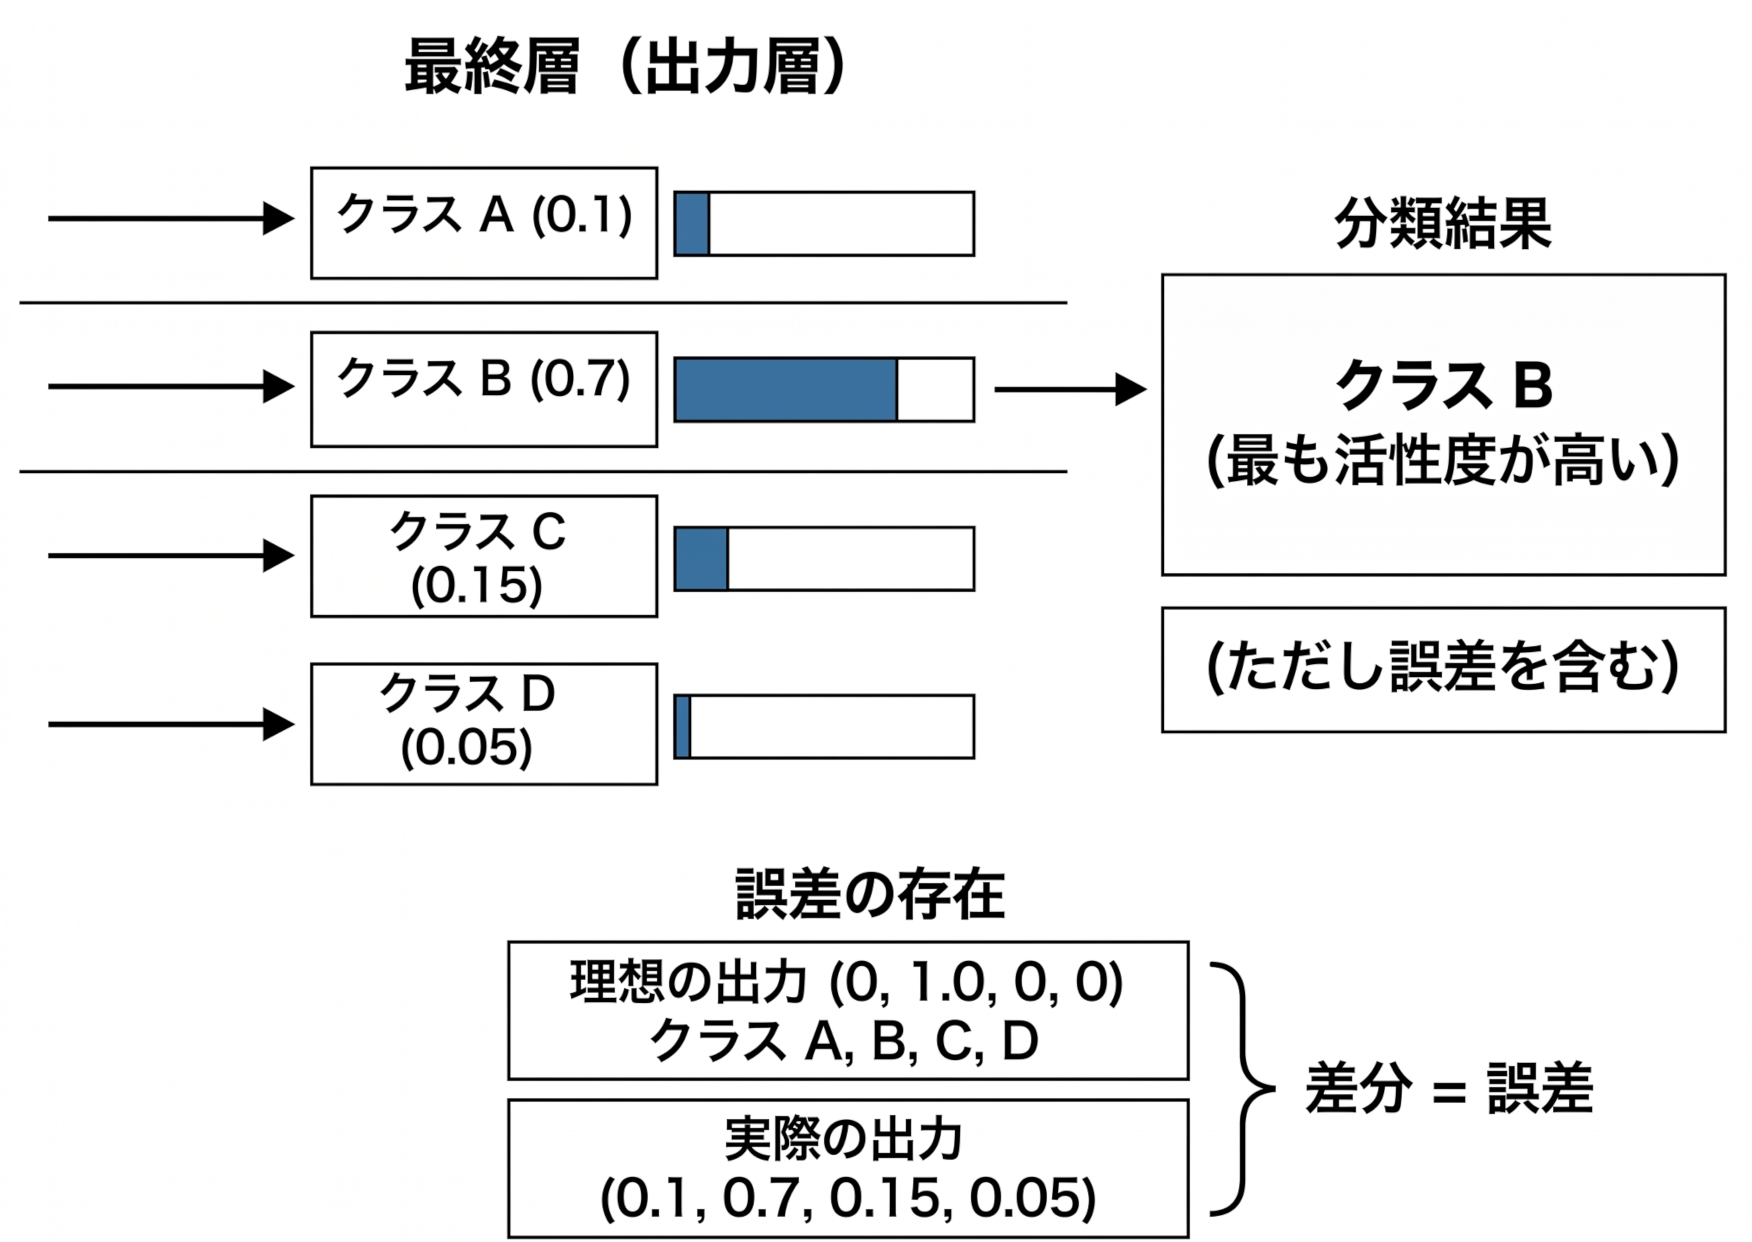 最終層（出力層）
クラス A (0.1)
クラス B (0.7)
クラス C
(0.15)
クラス D
(0.05)
分類結果
クラス B
(最も活性度が高い)
(ただし誤差を含む)
誤差の存在
理想の出力 (0, 1.0, 0, 0)
クラス A, B, C, D
実際の出力
(0.1, 0.7, 0.15, 0.05)
差分 = 誤差